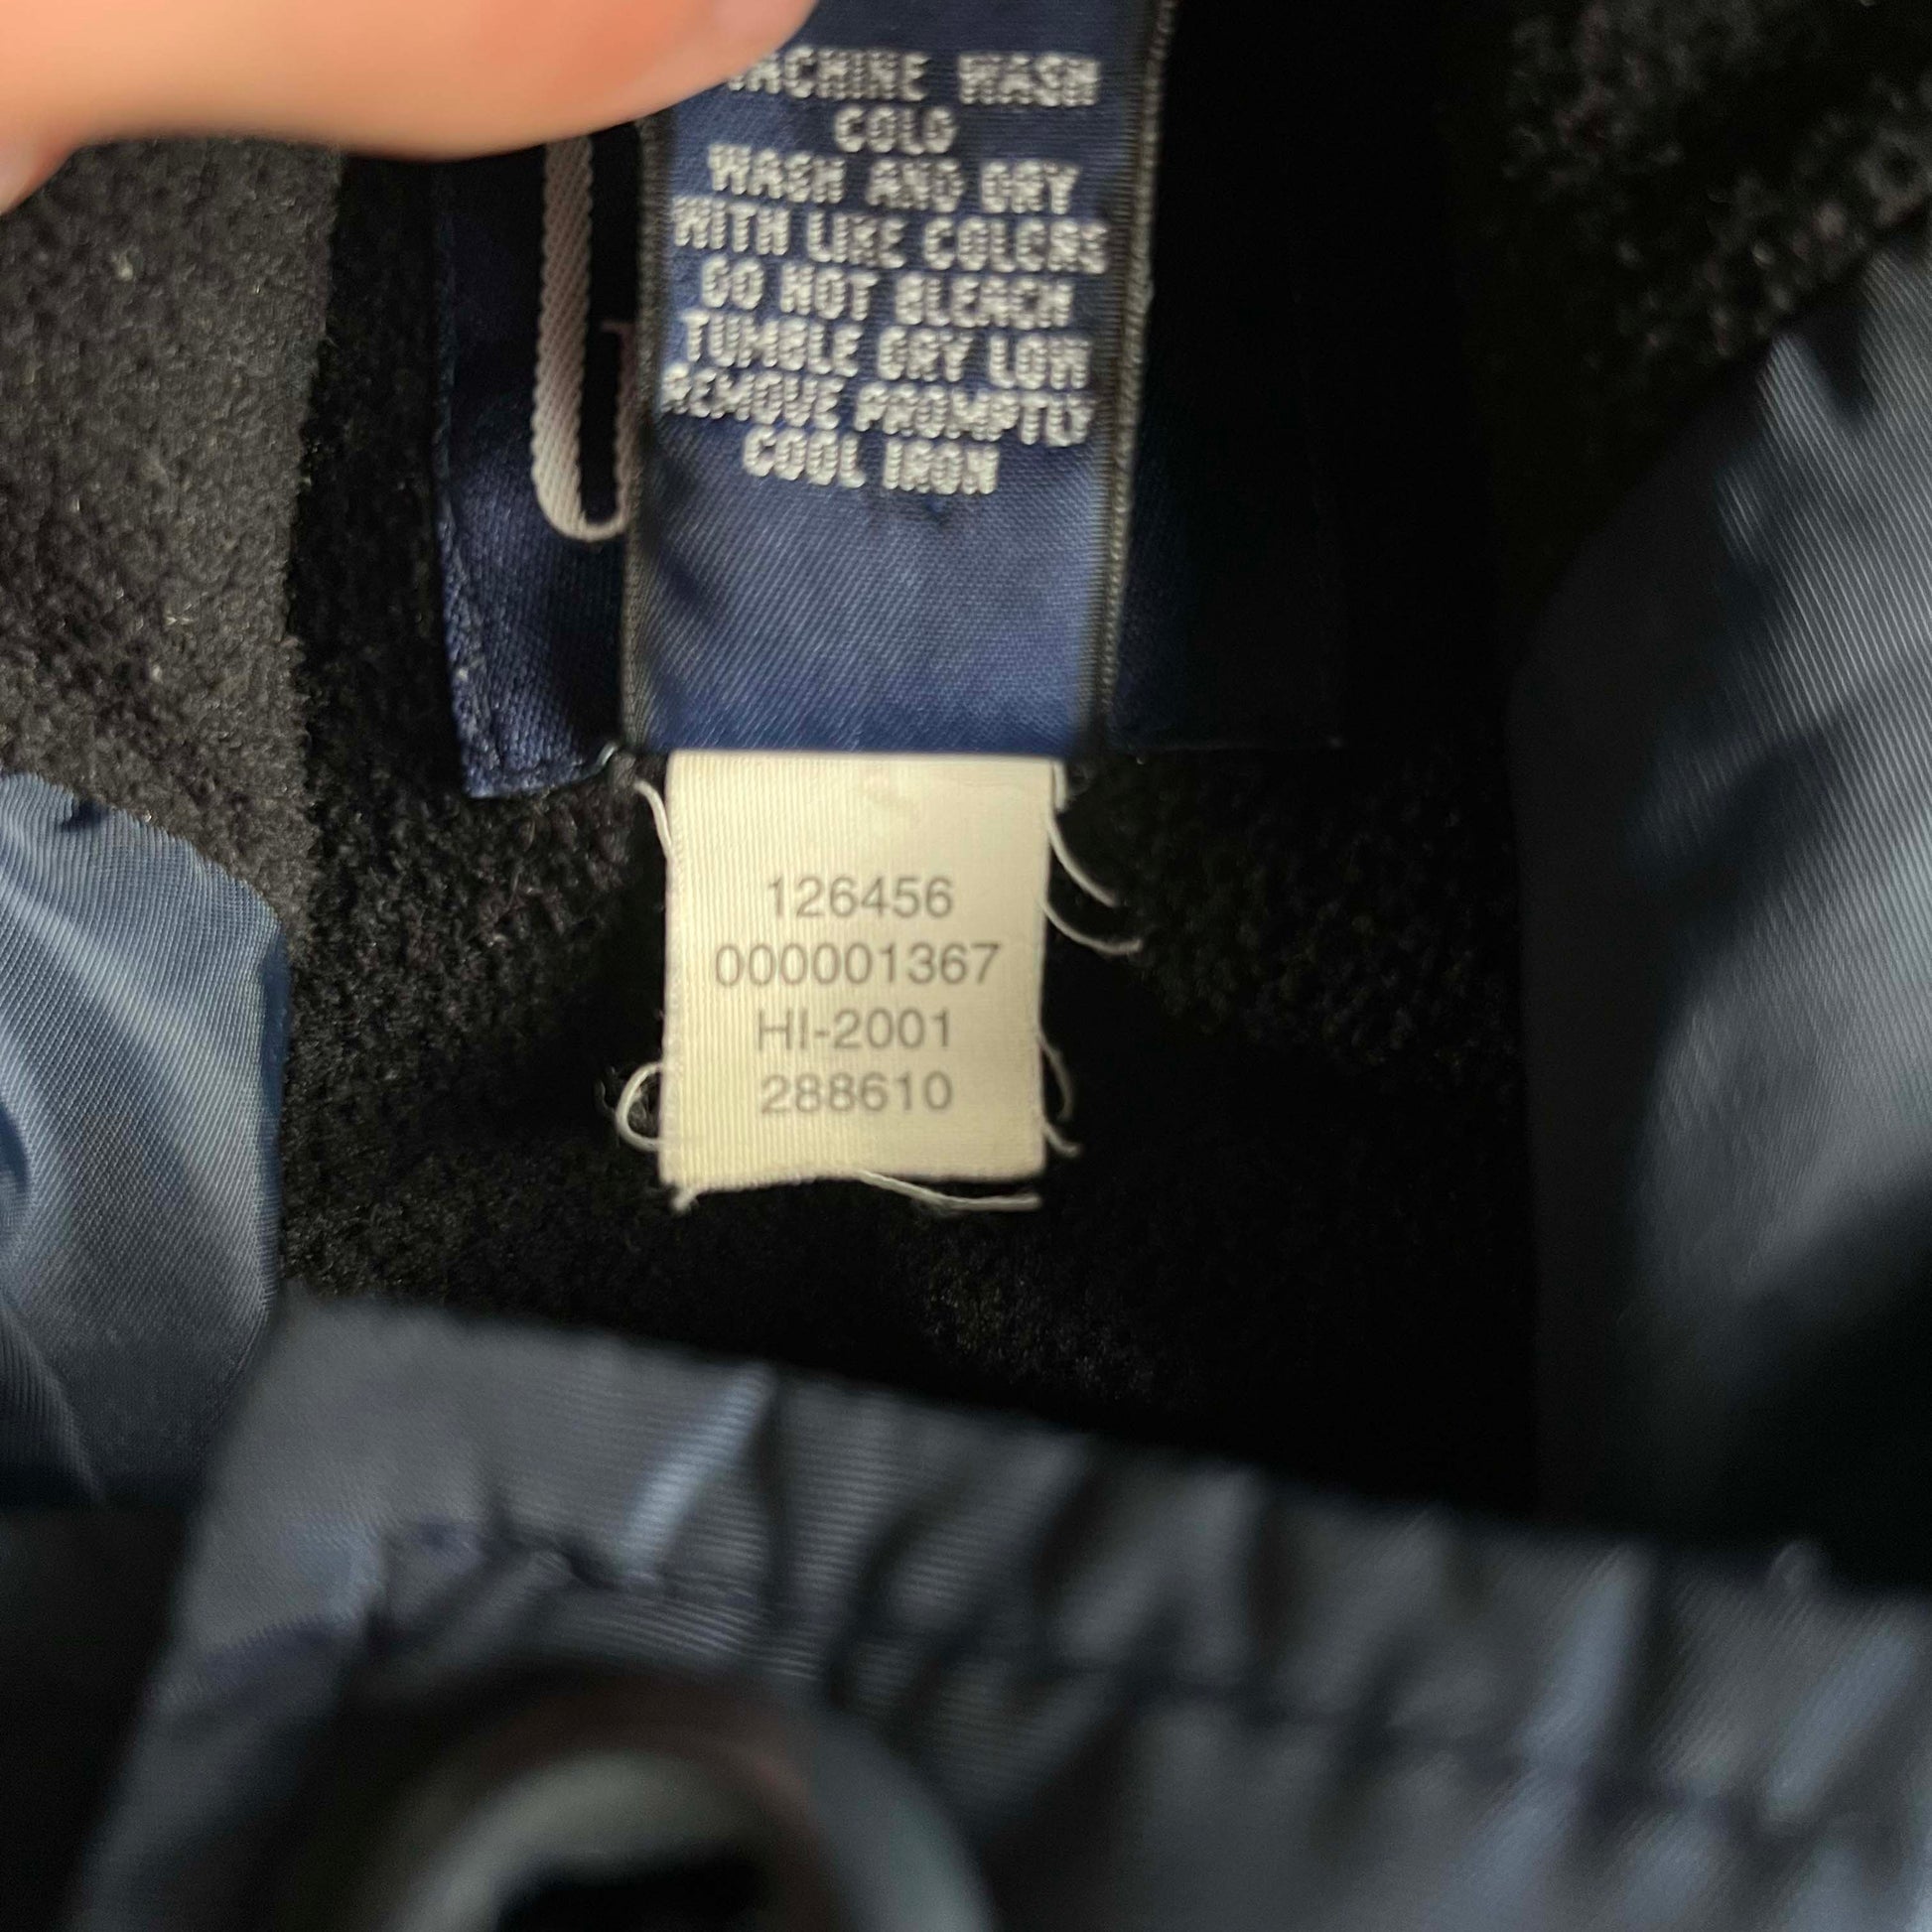 MACHINE WASH
COLD
WASH AND DRY
WITH LIKE COLORS
DO NOT BLEACH
TUMBLE DRY LOW
REMOVE PROMPTLY
COOL IRON
126456
000001367
HI-2001
288610